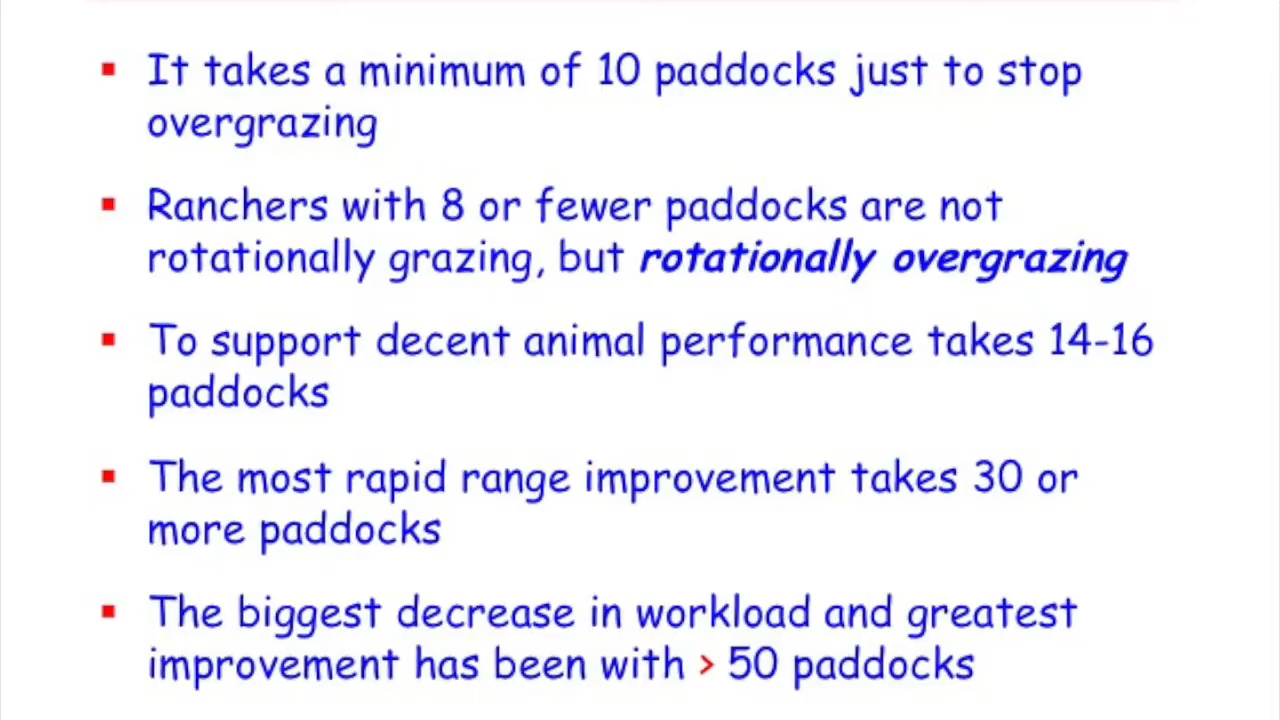 ▪ It takes a minimum of 10 paddocks just to stop
overgrazing
▪ Ranchers with 8 or fewer paddocks are not
rotationally grazing, but rotationally overgrazing
▪ To support decent animal performance takes 14-16
paddocks
▪ The most rapid range improvement takes 30 or
more paddocks
▪ The biggest decrease in workload and greatest
improvement has been with > 50 paddocks